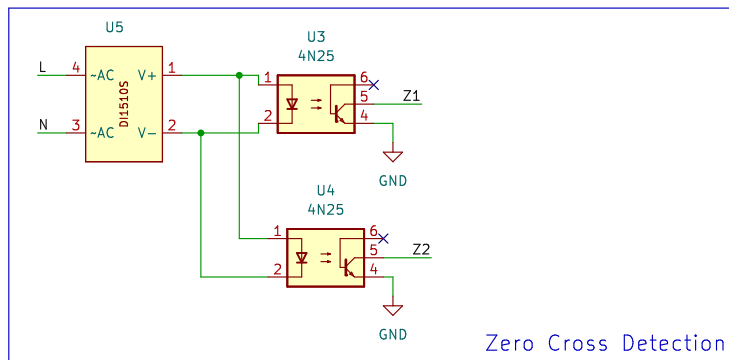 U5
L
4
~AC
V+
1
DI1510S
N
3
~AC
V-
2
U3
4N25
1
2
6
5
4
Z1
GND
U4
4N25
1
2
6
5
4
Z2
GND
Zero Cross Detection